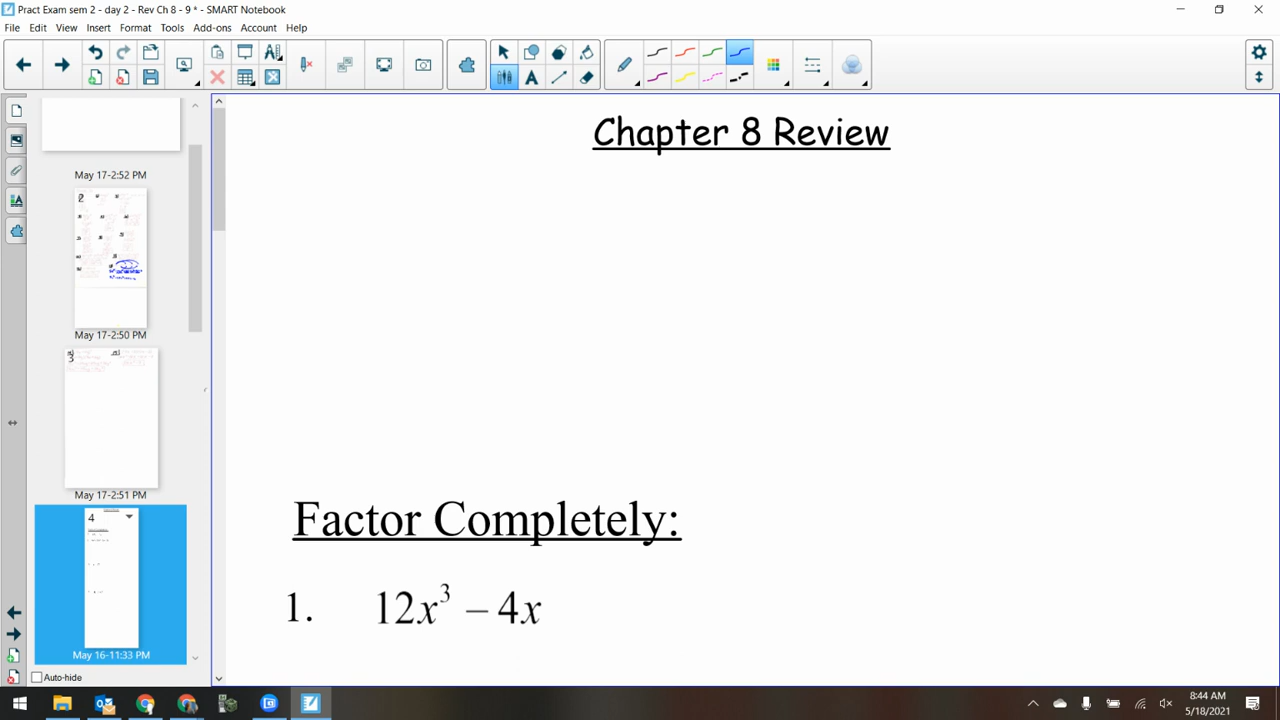 Pract Exam sem 2 - day 2 - Rev Ch 8 - 9 * - SMART Notebook
File Edit View Insert Format Tools Add-ons Account Help
May 17-2:52 PM
2
May 17-2:50 PM
3
May 17-2:51 PM
4
May 16-11:33 PM
Auto-hide
Chapter 8 Review
Factor Completely:
1. 12x³ – 4x
8:44 AM
5/18/2021